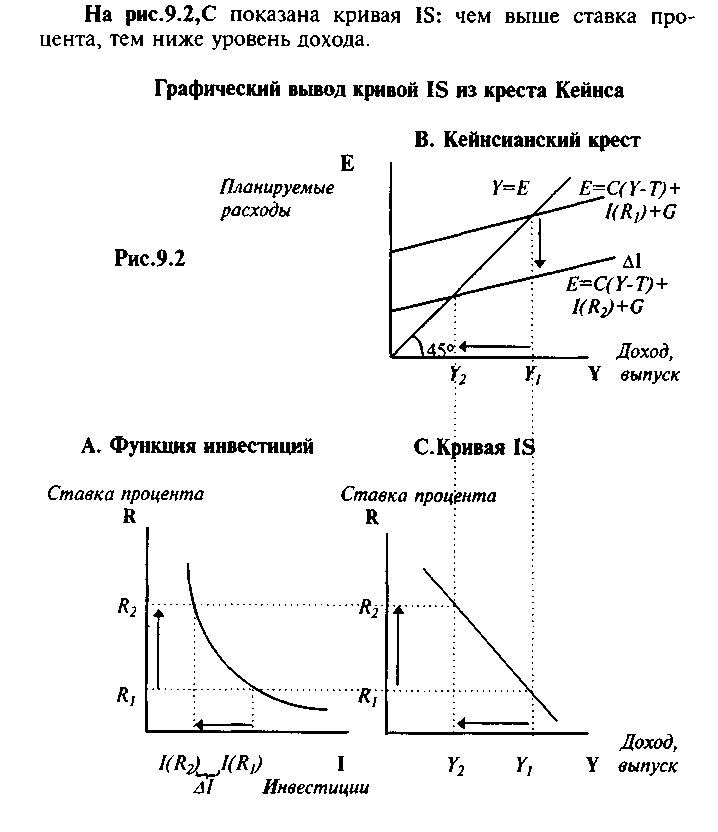 На рис.9.2,С показана кривая IS: чем выше ставка про-
цента, тем ниже уровень дохода.
Графический вывод кривой IS из креста Кейнса
В. Кейнсианский крест
E
Планируемые
расходы
Y=E
E=C(Y-T)+
I(R₁)+G
Рис.9.2
ΔI
E=C(Y-T)+
I(R₂)+G
45º
Доход,
Y₂ Y₁ Y выпуск
А. Функция инвестиций
С.Кривая IS
Ставка процента
R
Ставка процента
R
R₂
R₂
R₁
R₁
I(R₂) I(R₁) I
ΔI Инвестиции
Доход,
Y₂ Y₁ Y выпуск